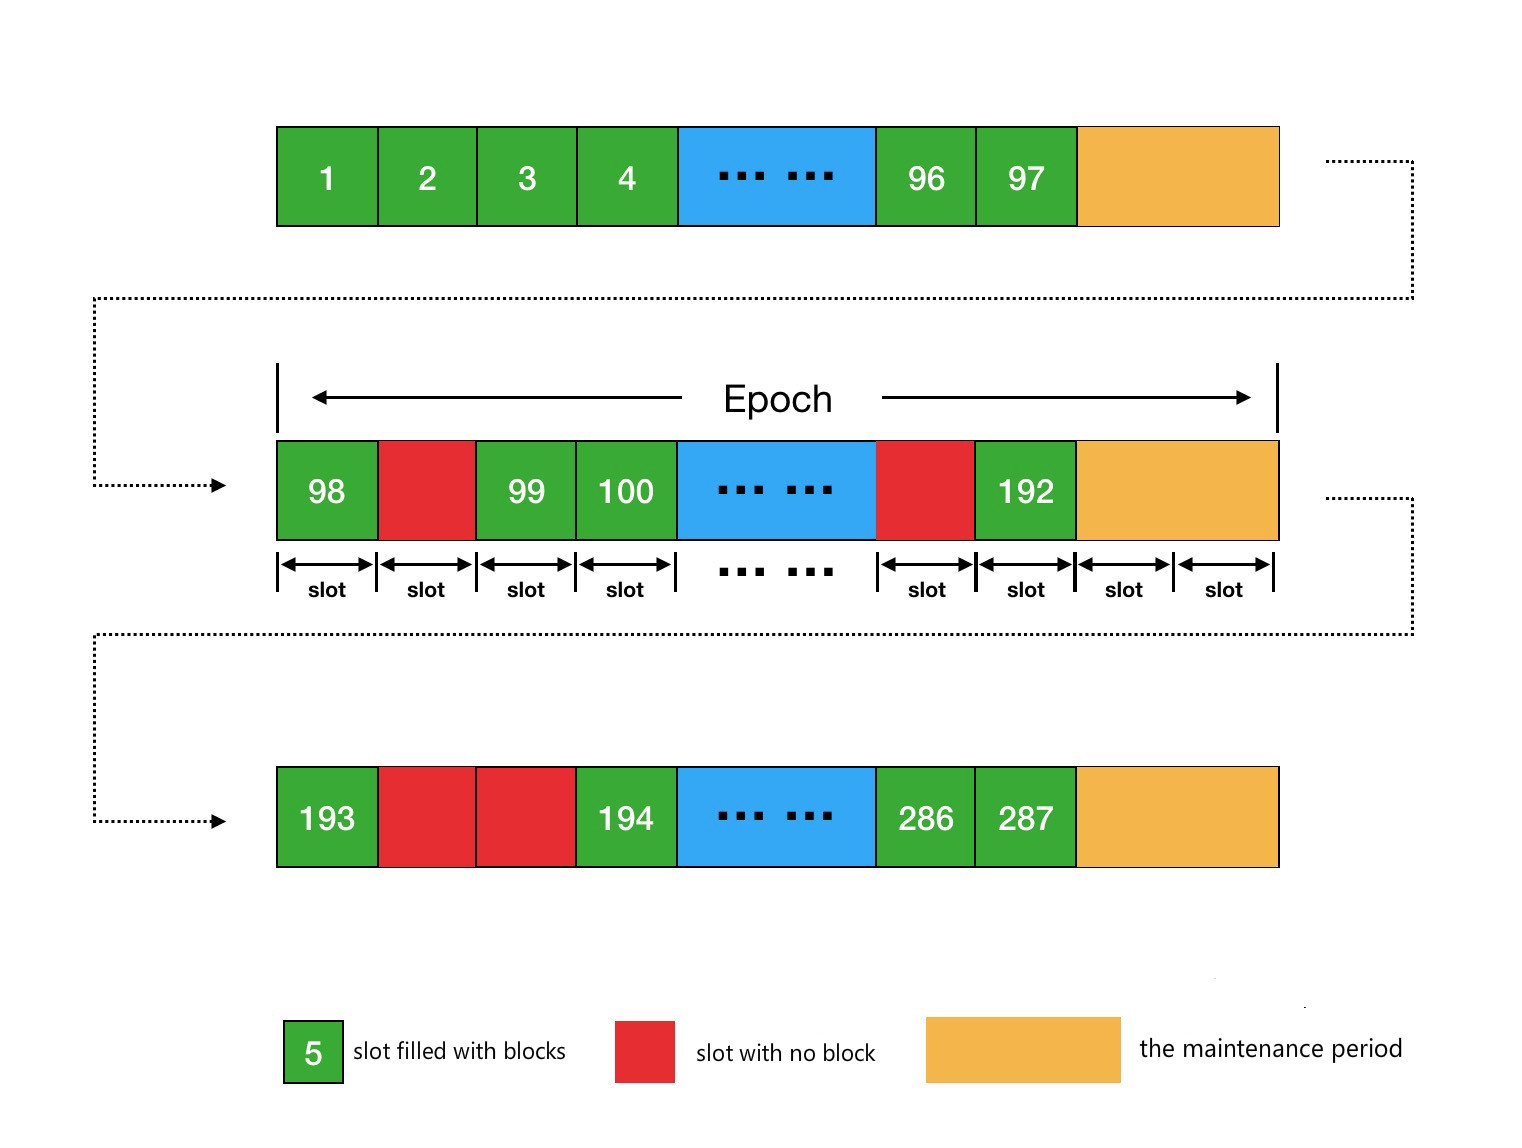 1 2 3 4 ... ... 96 97
Epoch
98 99 100 ... ... 192
slot slot slot slot ... ... slot slot slot slot
193 194 ... ... 286 287
5 slot filled with blocks slot with no block the maintenance period